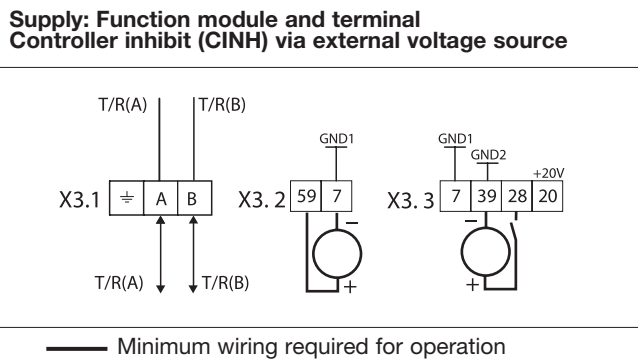 Supply: Function module and terminal
Controller inhibit (CINH) via external voltage source
T/R(A) T/R(B)
GND1
GND1
GND2
+20V
X3.1 A B
X3. 2 59 7
X3. 3 7 39 28 20
− −
T/R(A) T/R(B)
+ +
Minimum wiring required for operation